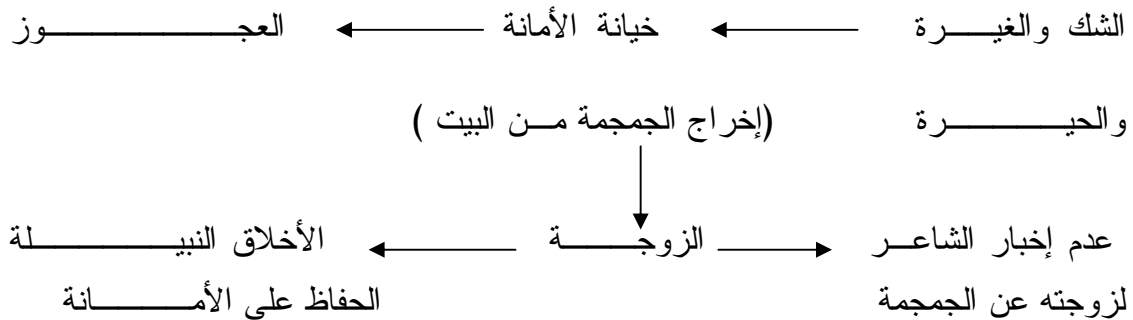 الشك والغيرة خيانة الأمانة العجوز
والحيرة (إخراج الجمجمة من البيت )
عدم إخبار الشاعر الزوجة الأخلاق النبيلة
لزوجته عن الجمجمة الحفاظ على الأمانة